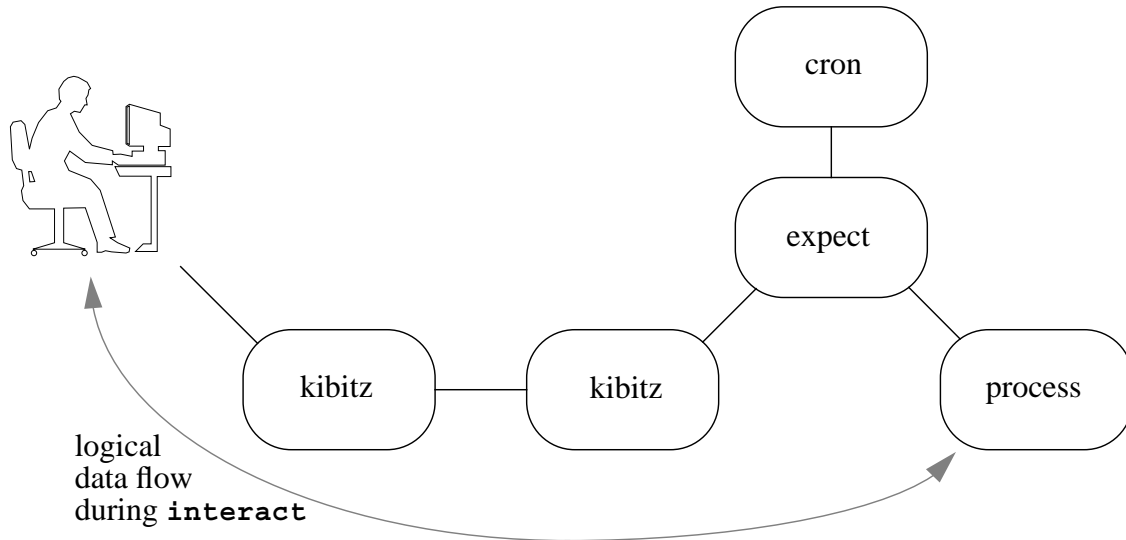 cron
expect
kibitz
kibitz
process
logical
data flow
during interact